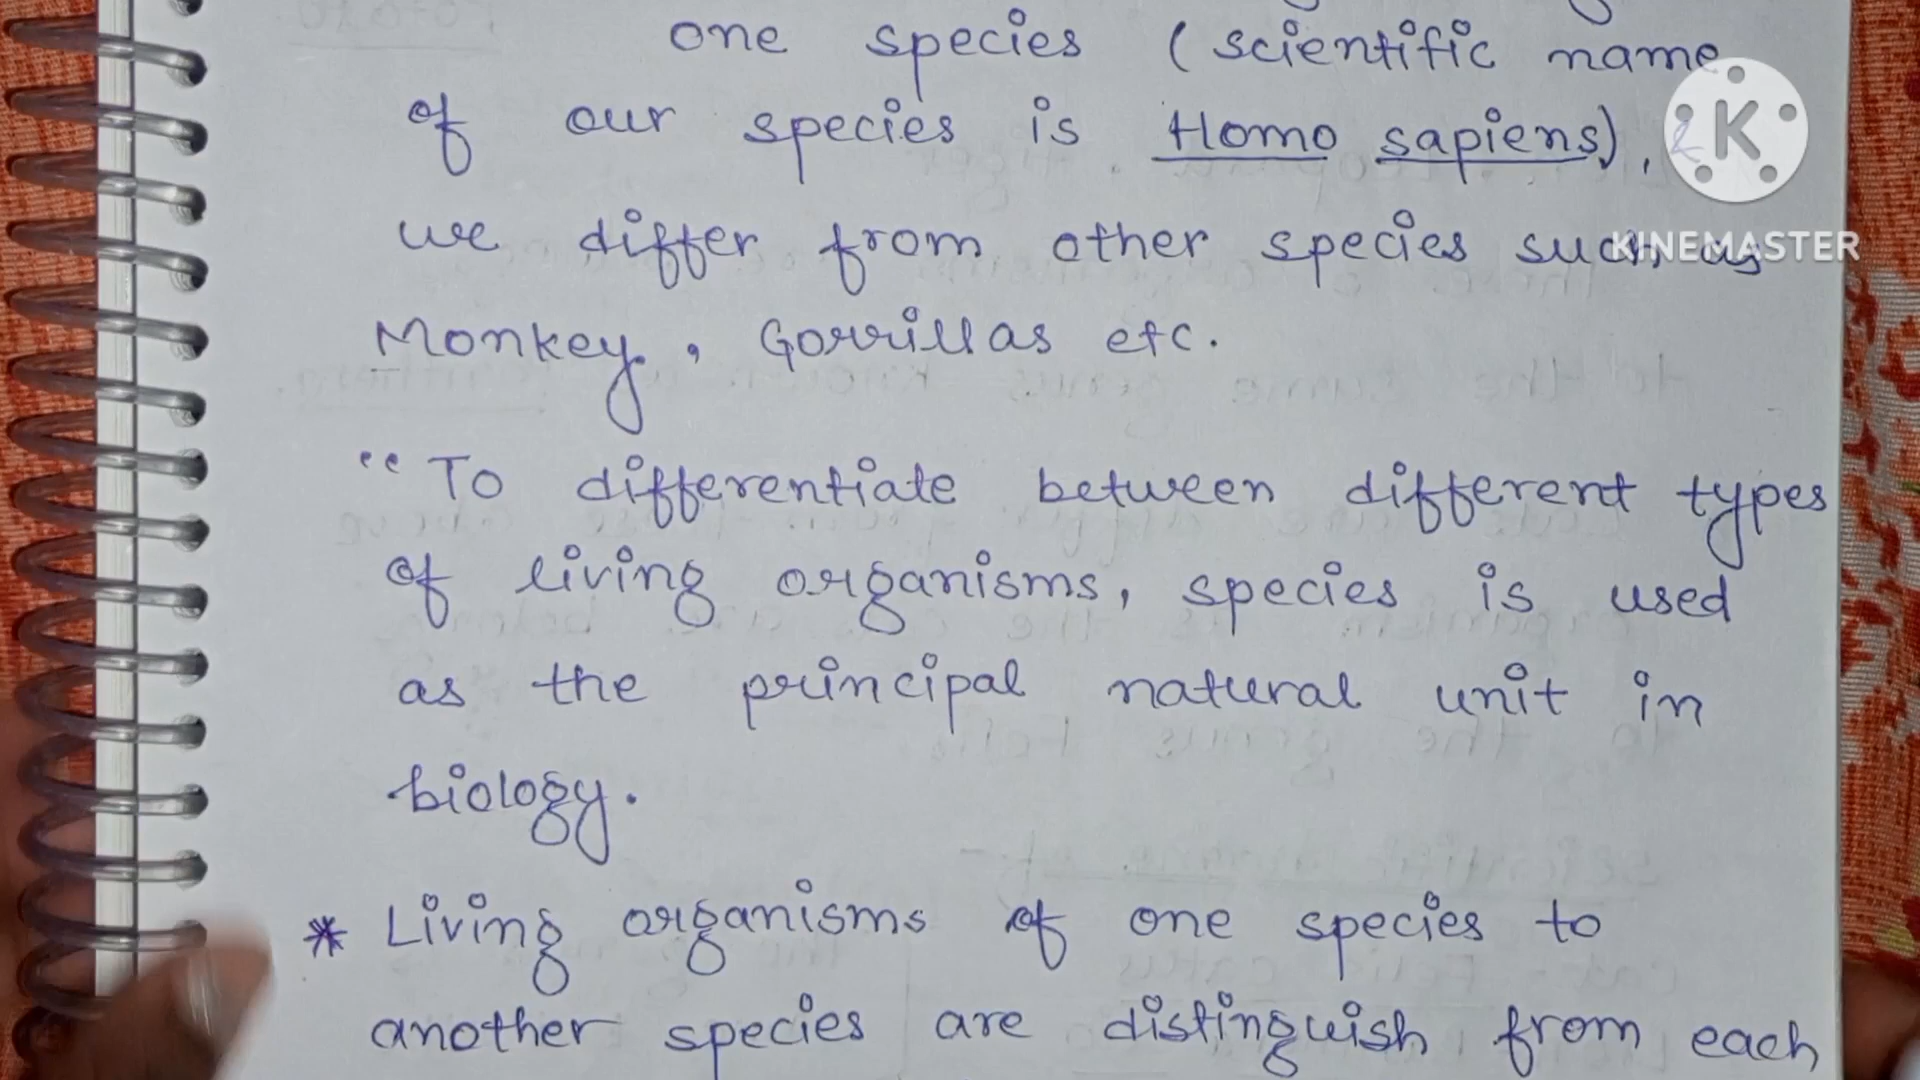 one species (scientific name
of our species is Homo sapiens), &
K
we differ from other species such as
KINEMASTER
Monkey, Gorrillas etc.
“To differentiate between different types
of living organisms, species is used
as the principal natural unit in
biology.
* Living organisms of one species to
another species are distinguish from each